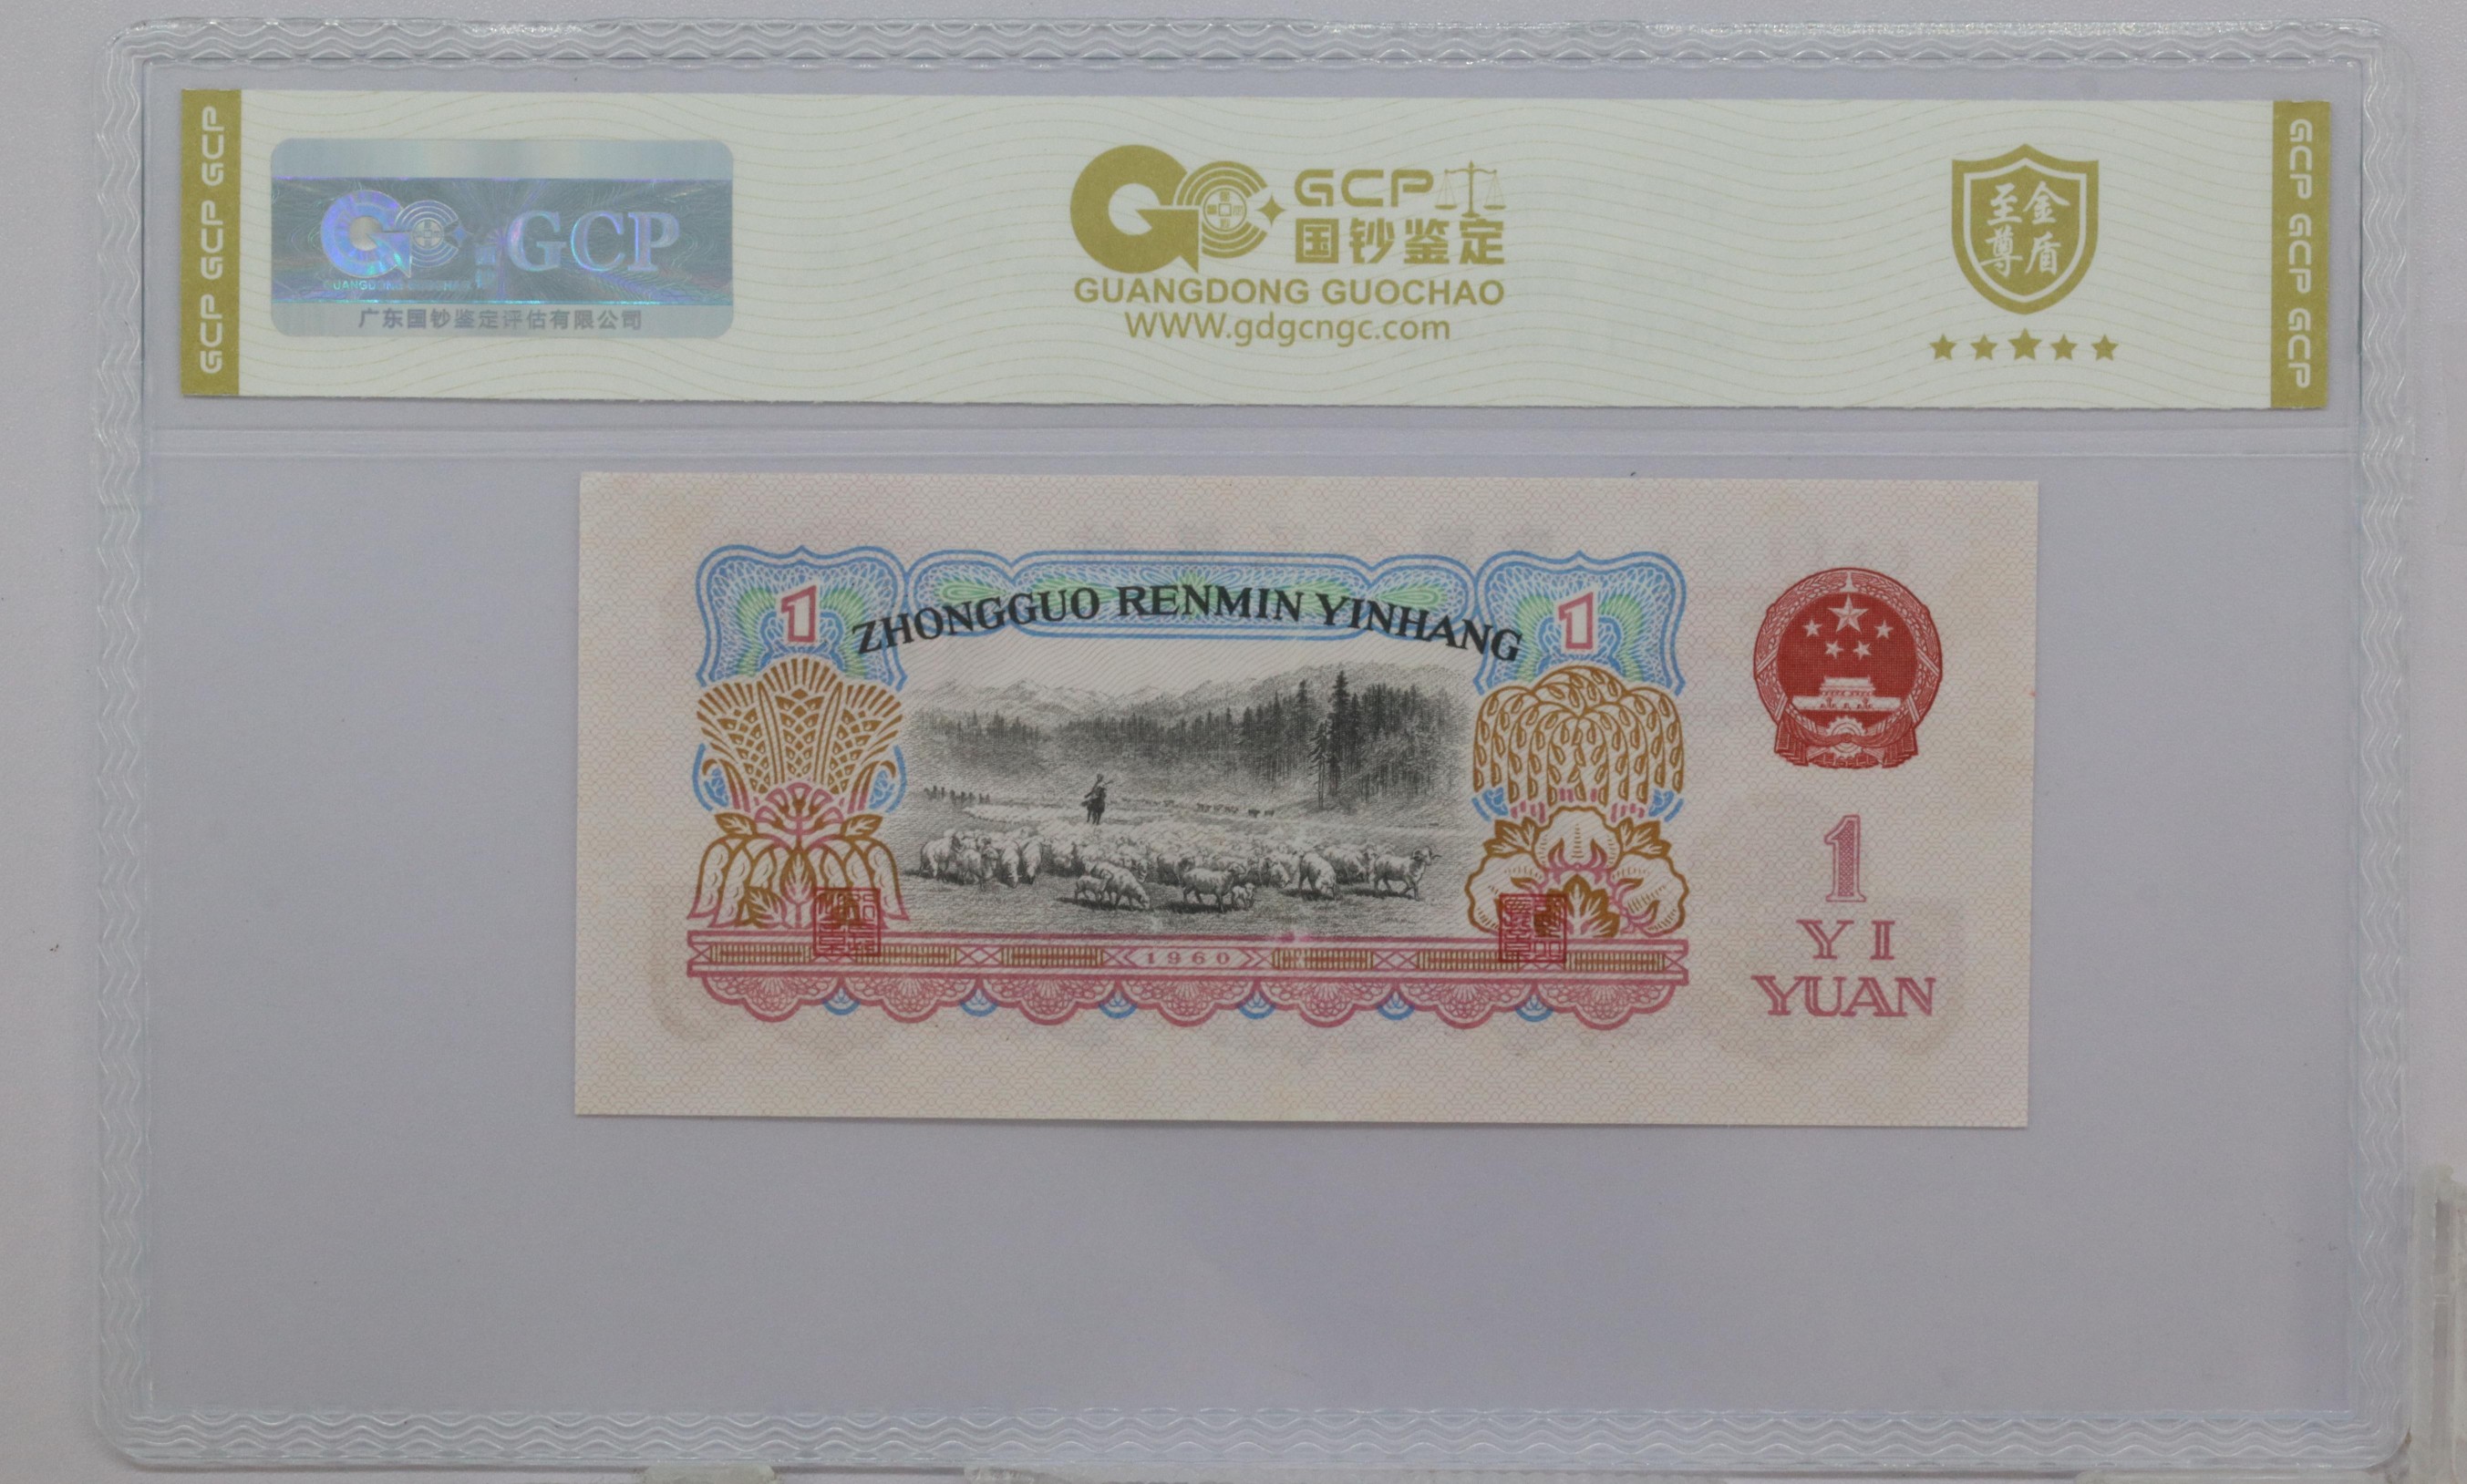 GCP GCP GCP
GCP
GUANGDONG GUOCHAO
广东国钞鉴定评估有限公司
GCP
国钞鉴定
GUANGDONG GUOCHAO
WWW.gdgcngc.com
至尊金盾
GCP GCP GCP
1
ZHONGGUO RENMIN YINHANG
1
1960
1
YI
YUAN